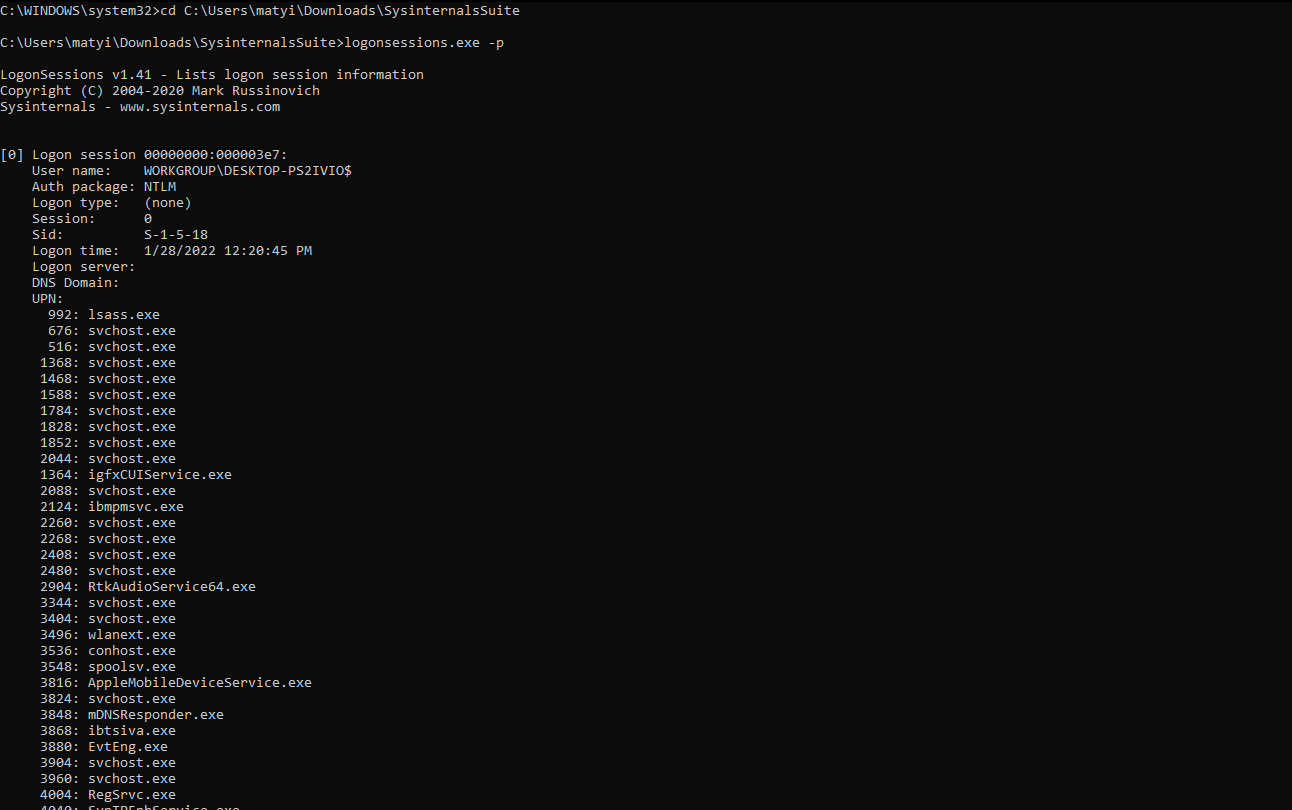 C:\WINDOWS\system32>cd C:\Users\matyi\Downloads\SysinternalsSuite
C:\Users\matyi\Downloads\SysinternalsSuite>logonsessions.exe -p
LogonSessions v1.41 - Lists logon session information
Copyright (C) 2004-2020 Mark Russinovich
Sysinternals - www.sysinternals.com
[0] Logon session 00000000:000003e7:
User name: WORKGROUP\DESKTOP-PS2IVIO$
Auth package: NTLM
Logon type: (none)
Session: 0
Sid: S-1-5-18
Logon time: 1/28/2022 12:20:45 PM
Logon server:
DNS Domain:
UPN:
992: lsass.exe
676: svchost.exe
516: svchost.exe
1368: svchost.exe
1468: svchost.exe
1588: svchost.exe
1784: svchost.exe
1828: svchost.exe
1852: svchost.exe
2044: svchost.exe
1364: igfxCUIService.exe
2088: svchost.exe
2124: ibmpmsvc.exe
2260: svchost.exe
2268: svchost.exe
2408: svchost.exe
2480: svchost.exe
2904: RtkAudioService64.exe
3344: svchost.exe
3404: svchost.exe
3496: wlanext.exe
3536: conhost.exe
3548: spoolsv.exe
3816: AppleMobileDeviceService.exe
3824: svchost.exe
3848: mDNSResponder.exe
3868: ibtsiva.exe
3880: EvtEng.exe
3904: svchost.exe
3960: svchost.exe
4004: RegSrvc.exe